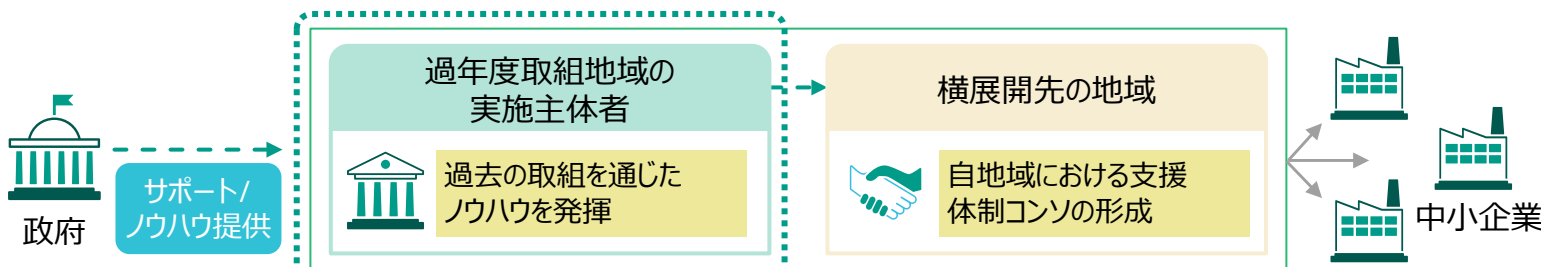 過年度取組地域の
実施主体者
横展開先の地域
サポート/
ノウハウ提供
政府
過去の取組を通じた
ノウハウを発揮
自地域における支援
体制コンソの形成
中小企業